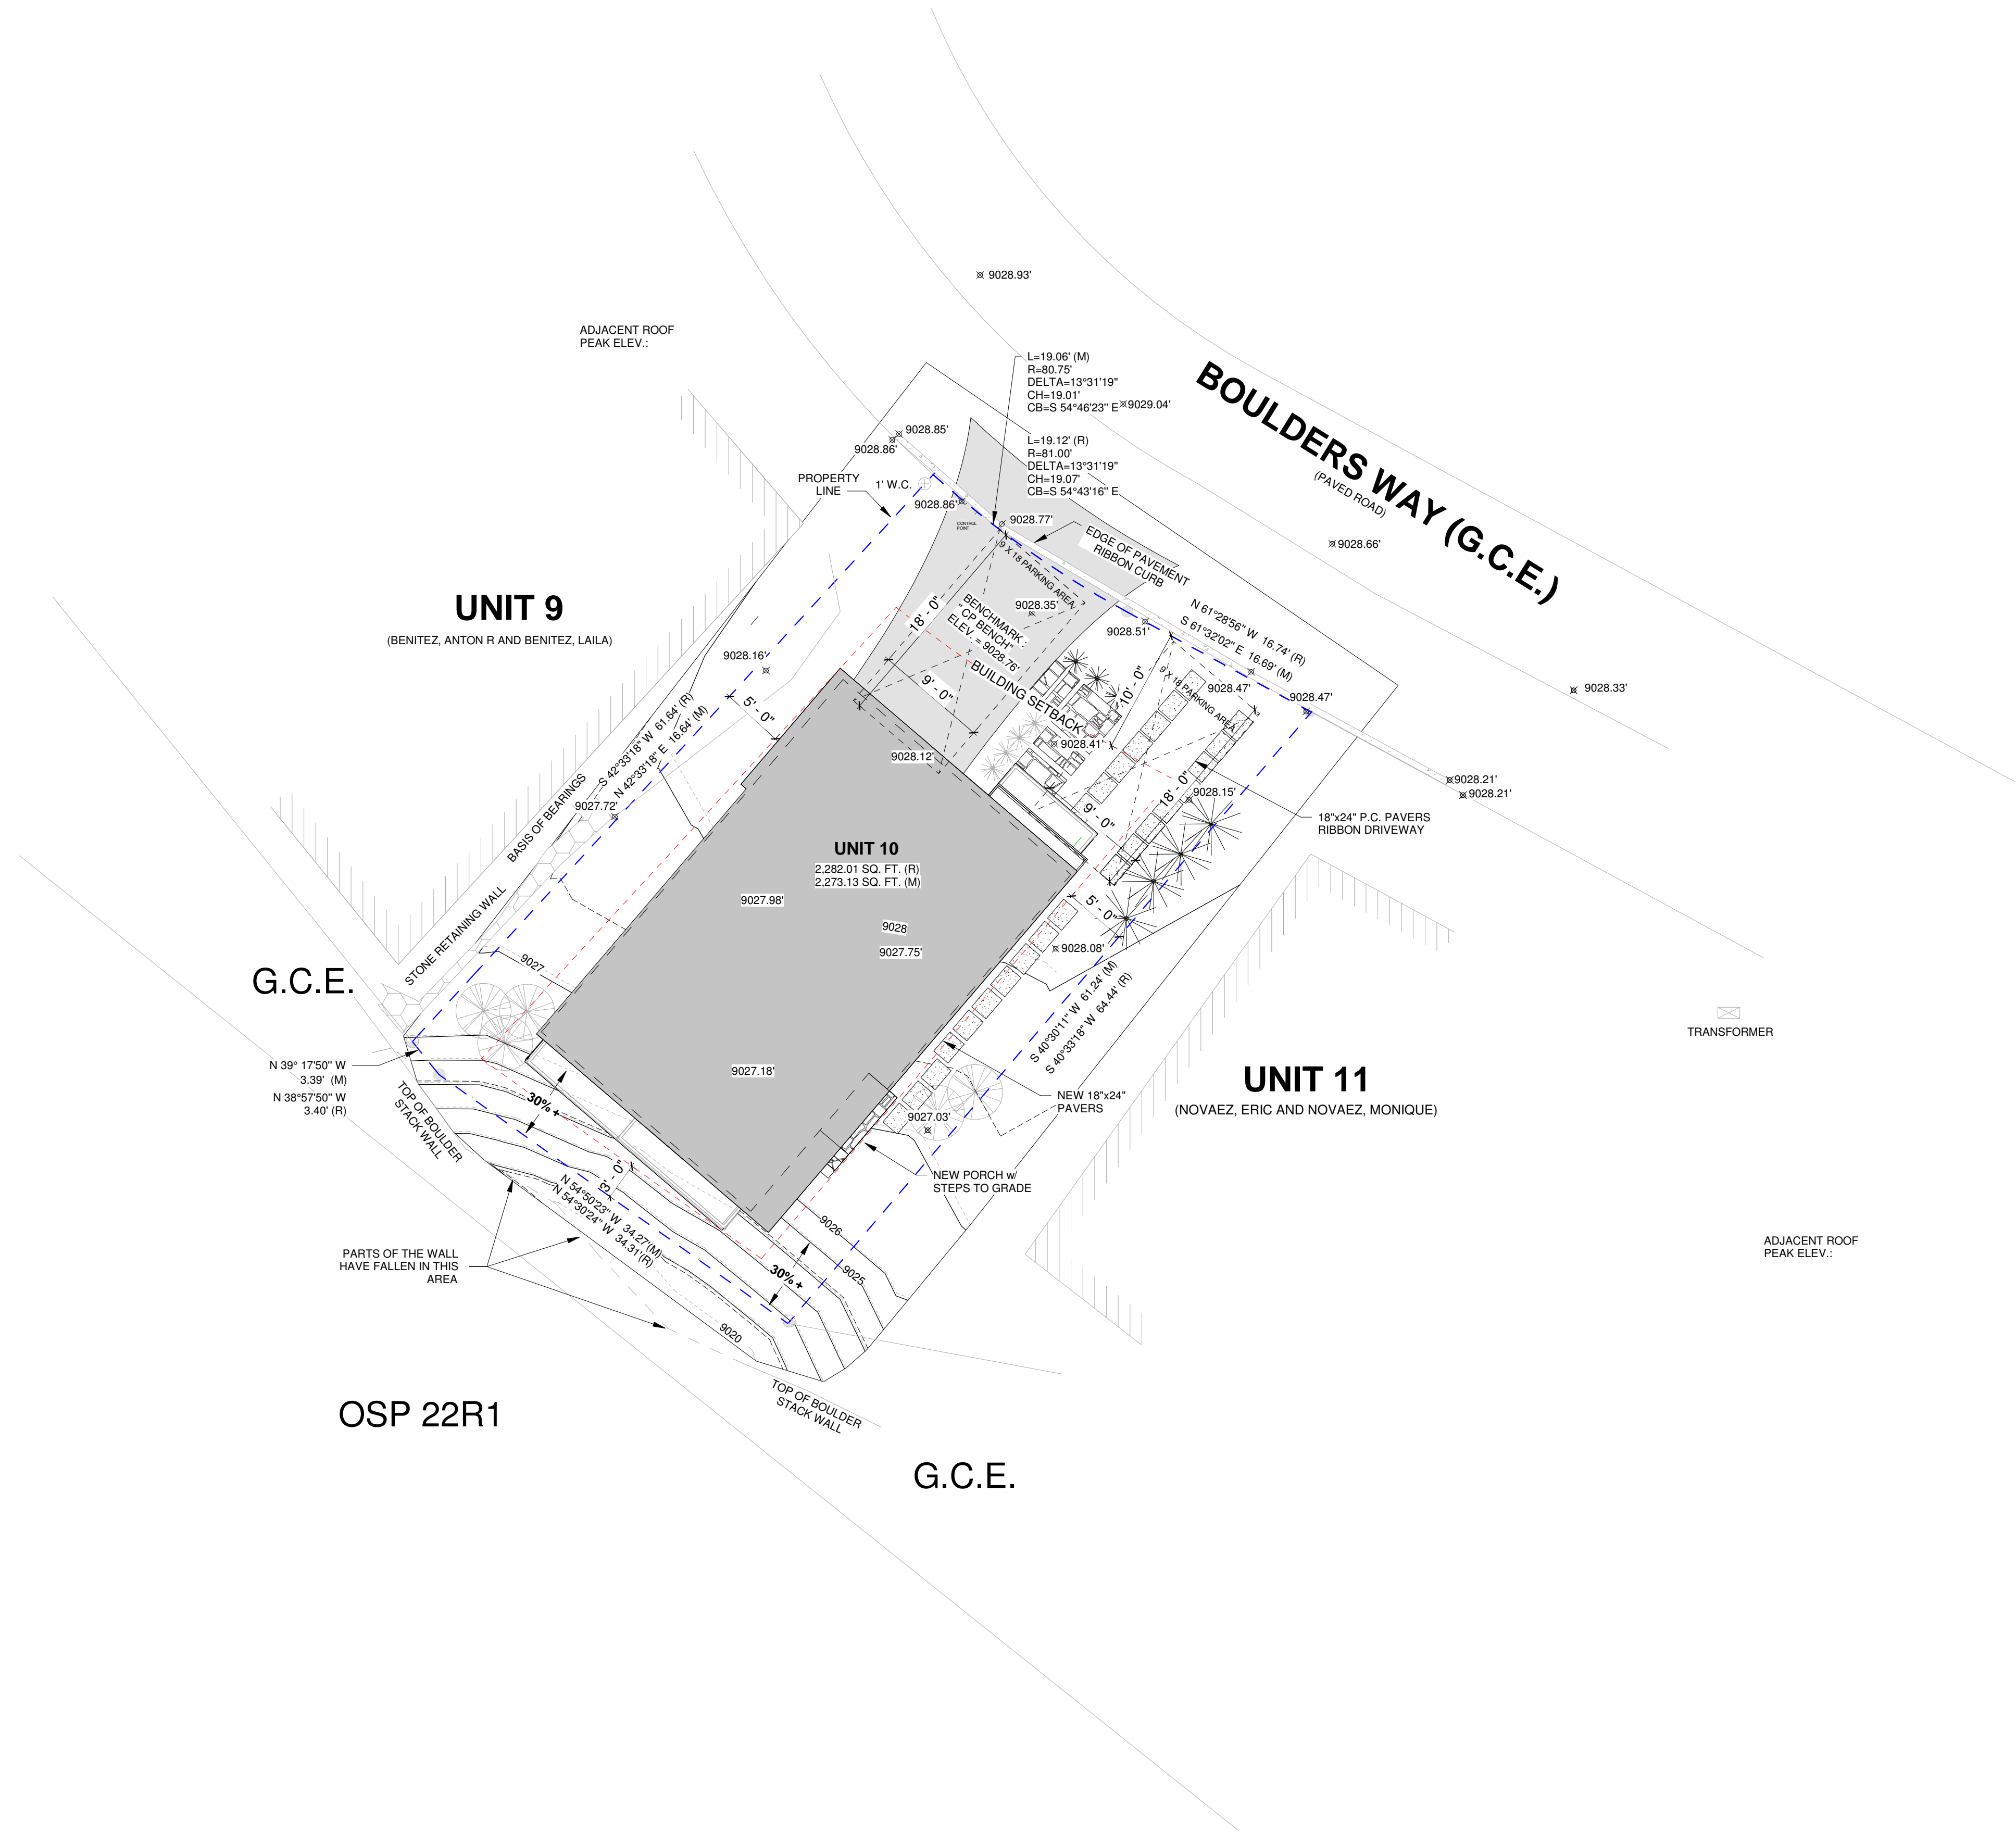 9028.93'
ADJACENT ROOF
PEAK ELEV.:
L=19.06' (M)
R=80.75'
DELTA=13°31'19"
CH=19.01'
CB=S 54°46'23" E
9029.04'
BOULDERS WAY (G.C.E.)
(PAVED ROAD)
9028.85'
9028.86'
L=19.12' (R)
R=81.00'
DELTA=13°31'19"
CH=19.07'
CB=S 54°43'16" E
PROPERTY
LINE
1' W.C.
9028.86'
CONTROL
POINT
9028.77'
EDGE OF PAVEMENT
RIBBON CURB
9028.66'
9 X 18 PARKING AREA
UNIT 9
(BENITEZ, ANTON R AND BENITEZ, LAILA)
18' - 0"
BENCHMARK :
"CP BENCH"
ELEV. = 9028.76'
9028.35'
9028.51'
N 61°28'56" W  16.74' (R)
S 61°32'02" E  16.69' (M)
9028.16'
9' - 0"
BUILDING SETBACK
10' - 0"
9 X 18 PARKING AREA
9028.47'
9028.47'
9028.33'
5' - 0"
S 42°33'18" W  61.64' (R)
N 42°33'18" E  16.64' (M)
9028.12'
9028.41'
9028.21'
9028.21'
18' - 0"
9028.15'
9' - 0"
18"x24" P.C. PAVERS
RIBBON DRIVEWAY
9027.72'
BASIS OF BEARINGS
UNIT 10
2,282.01 SQ. FT. (R)
2,273.13 SQ. FT. (M)
9027.98'
9028
9027.75'
5' - 0"
9028.08'
STONE RETAINING WALL
9027
G.C.E.
S 40°30'11" W  61.24' (M)
S 40°33'18" W  64.44' (R)
TRANSFORMER
N 39° 17'50" W
3.39'  (M)
N 38°57'50" W
3.40' (R)
9027.18'
30% +
UNIT 11
(NOVAEZ, ERIC AND NOVAEZ, MONIQUE)
NEW 18"x24"
PAVERS
9027.03'
TOP OF BOULDER
STACK WALL
3' - 0"
NEW PORCH w/
STEPS TO GRADE
N 54°50'23" W  34.27'(M)
N 54°30'24" W  34.31'(R)
9026
9025
30% +
PARTS OF THE WALL
HAVE FALLEN IN THIS
AREA
ADJACENT ROOF
PEAK ELEV.:
9020
OSP 22R1
TOP OF BOULDER
STACK WALL
G.C.E.